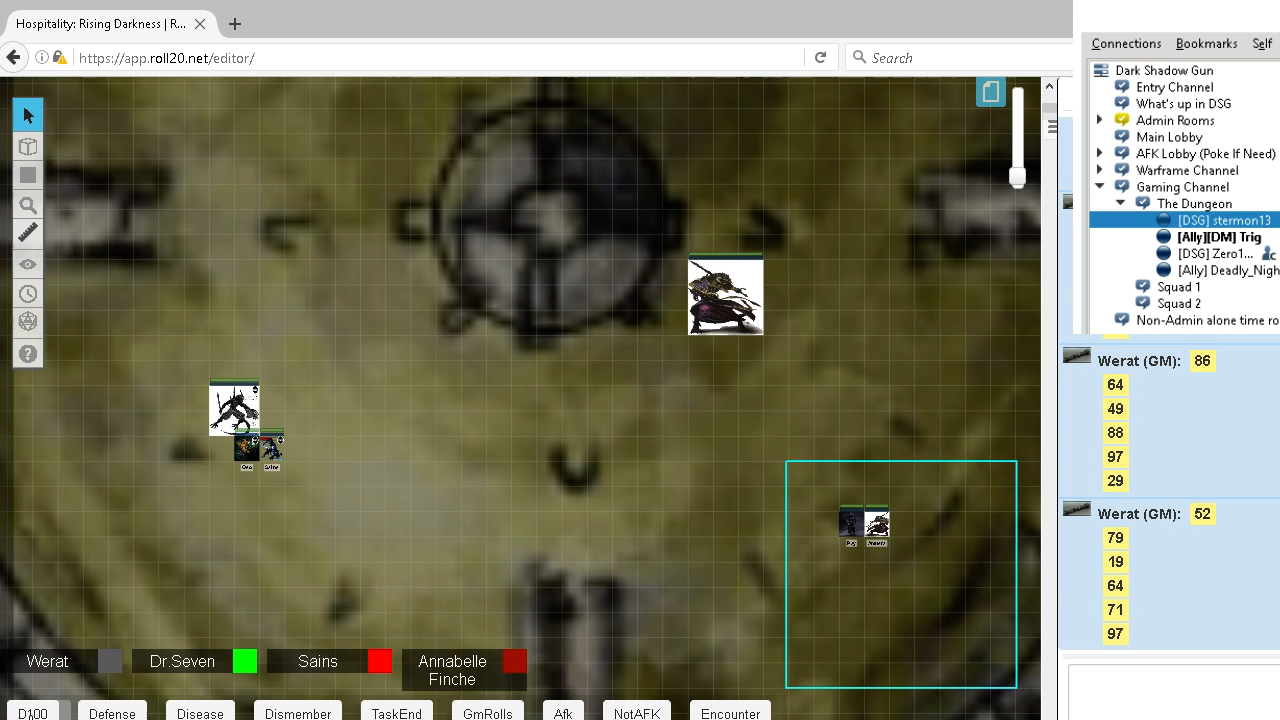 Hospitality: Rising Darkness | R...
https://app.roll20.net/editor/
Search
Connections Bookmarks Self
Dark Shadow Gun
Entry Channel
What's up in DSG
Admin Rooms
Main Lobby
AFK Lobby (Poke If Need)
Warframe Channel
Gaming Channel
The Dungeon
[DSG] stermon13
[Ally][DM] Trig
[DSG] Zero1...
[Ally] Deadly_Nigh
Squad 1
Squad 2
Non-Admin alone time ro
Werat (GM): 86
64
49
88
97
29
Werat (GM): 52
79
19
64
71
97
Werat
Dr.Seven
Sains
Annabelle
Finche
D100
Defense
Disease
TaskEnd
GmRolls
Afk
NotAFK
Encounter